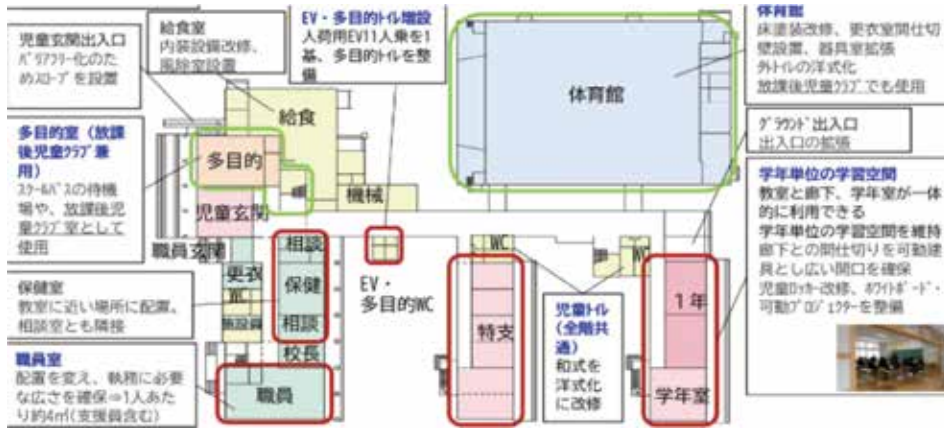 児童玄関出入口
ﾊﾞﾘｱﾌﾘｰ化のた
めｽﾛｰﾌﾟを設置
給食室
内装設備改修、
風除室設置
EV・多目的ﾄｲﾚ増設
人荷用EV11人乗を1
基、多目的ﾄｲﾚを整
備
体育館
床塗装改修、更衣室間仕切
壁設置、器具室拡張
外ﾄｲﾚの洋式化
放課後児童ｸﾗﾌﾞでも使用
ｸﾞﾗｳﾝﾄﾞ出入口
出入口の拡張
多目的室（放課
後児童ｸﾗﾌﾞ兼
用）
ｽｸｰﾙﾊﾞｽの待機
場や、放課後児
童ｸﾗﾌﾞ室として
使用
学年単位の学習空間
教室と廊下、学年室が一体
的に利用できる
学年単位の学習空間を維持
廊下との間仕切りを可動建
具とし広い開口を確保
児童ﾛｯｶｰ改修、ﾎﾜｲﾄﾎﾞｰﾄﾞ・
可動ﾌﾟﾛｼﾞｪｸﾀｰを整備
保健室
教室に近い場所に配置。
相談室とも隣接
職員室
配置を変え、執務に必要
な広さを確保⇒1人あた
り約4㎡(支援員含む)
児童ﾄｲﾚ
(全階共
通)
和式を
洋式化
に改修
給食
体育館
多目的
機械
児童玄関
職員玄関
相談
更衣
保健
WC
施設員
相談
校長
職員
EV・
多目的WC
WC
特支
WC
1年
学年室